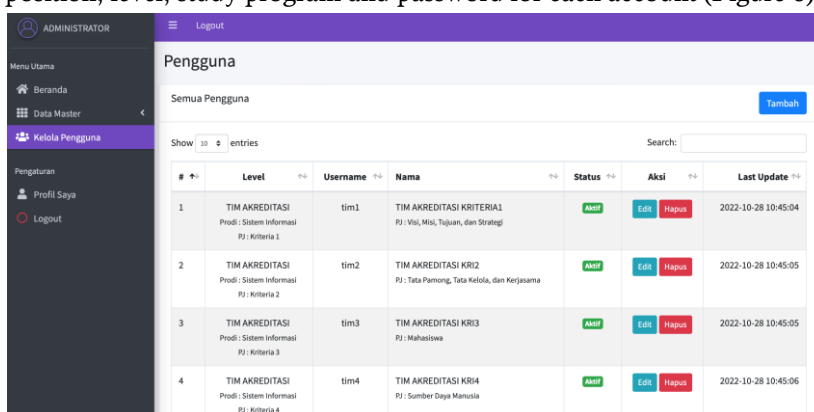 position, level, study program and password for each account (Figure
ADMINISTRATOR
Logout
Menu Utama
Beranda
Data Master
Kelola Pengguna
Pengaturan
Profil Saya
Logout
Pengguna
Semua Pengguna
Tambah
Show 10 entries
Search:
# Level Username Nama Status Aksi Last Update
1 TIM AKREDITASI tim1 TIM AKREDITASI KRITERIA1 Aktif Edit Hapus 2022-10-28 10:45:04
Prodi : Sistem Informasi PJ : Visi, Misi, Tujuan, dan Strategi
PJ : Kriteria 1
2 TIM AKREDITASI tim2 TIM AKREDITASI KRI2 Aktif Edit Hapus 2022-10-28 10:45:05
Prodi : Sistem Informasi PJ : Tata Pamong, Tata Kelola, dan Kerjasama
PJ : Kriteria 2
3 TIM AKREDITASI tim3 TIM AKREDITASI KRI3 Aktif Edit Hapus 2022-10-28 10:45:05
Prodi : Sistem Informasi PJ : Mahasiswa
PJ : Kriteria 3
4 TIM AKREDITASI tim4 TIM AKREDITASI KRI4 Aktif Edit Hapus 2022-10-28 10:45:06
Prodi : Sistem Informasi PJ : Sumber Daya Manusia
PJ : Kriteria 4